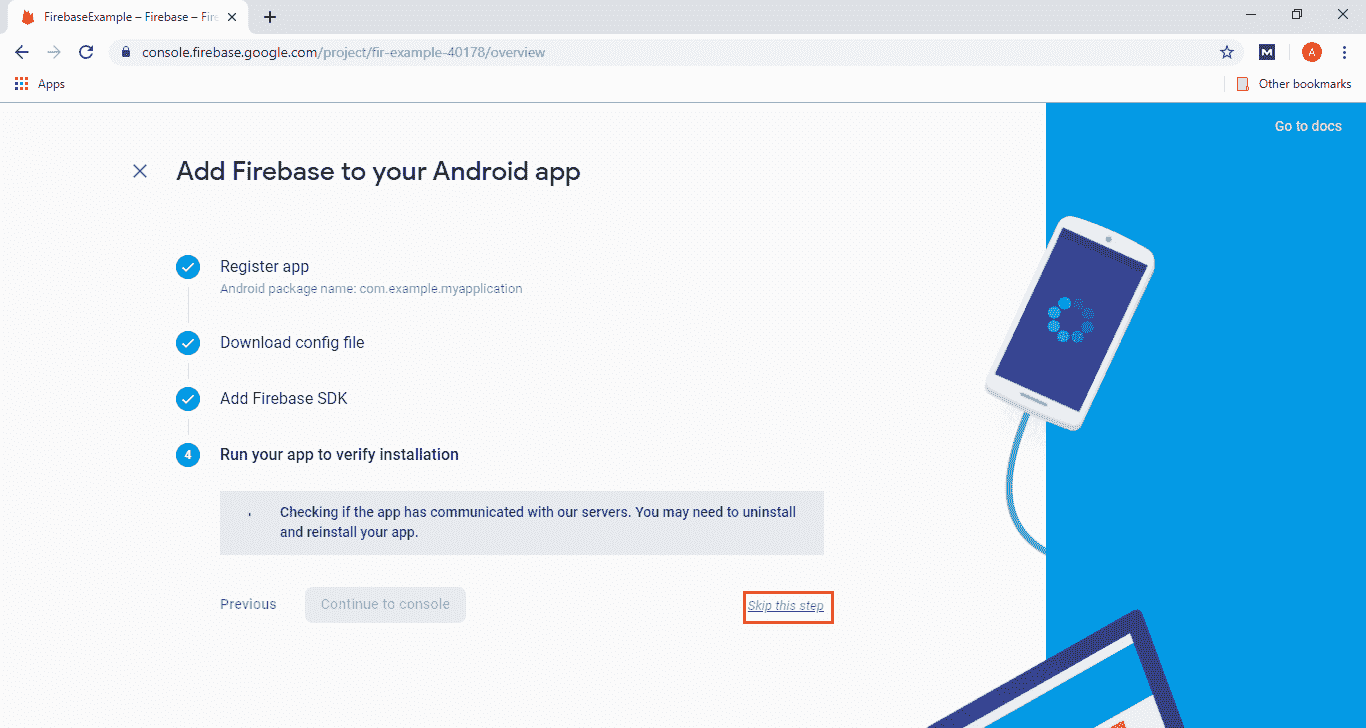 FirebaseExample – Firebase – Fire
console.firebase.google.com/project/fir-example-40178/overview
M
A
Apps
Other bookmarks
Go to docs
Add Firebase to your Android app
Register app
Android package name: com.example.myapplication
Download config file
Add Firebase SDK
4 Run your app to verify installation
Checking if the app has communicated with our servers. You may need to uninstall
and reinstall your app.
Previous
Continue to console
Skip this step